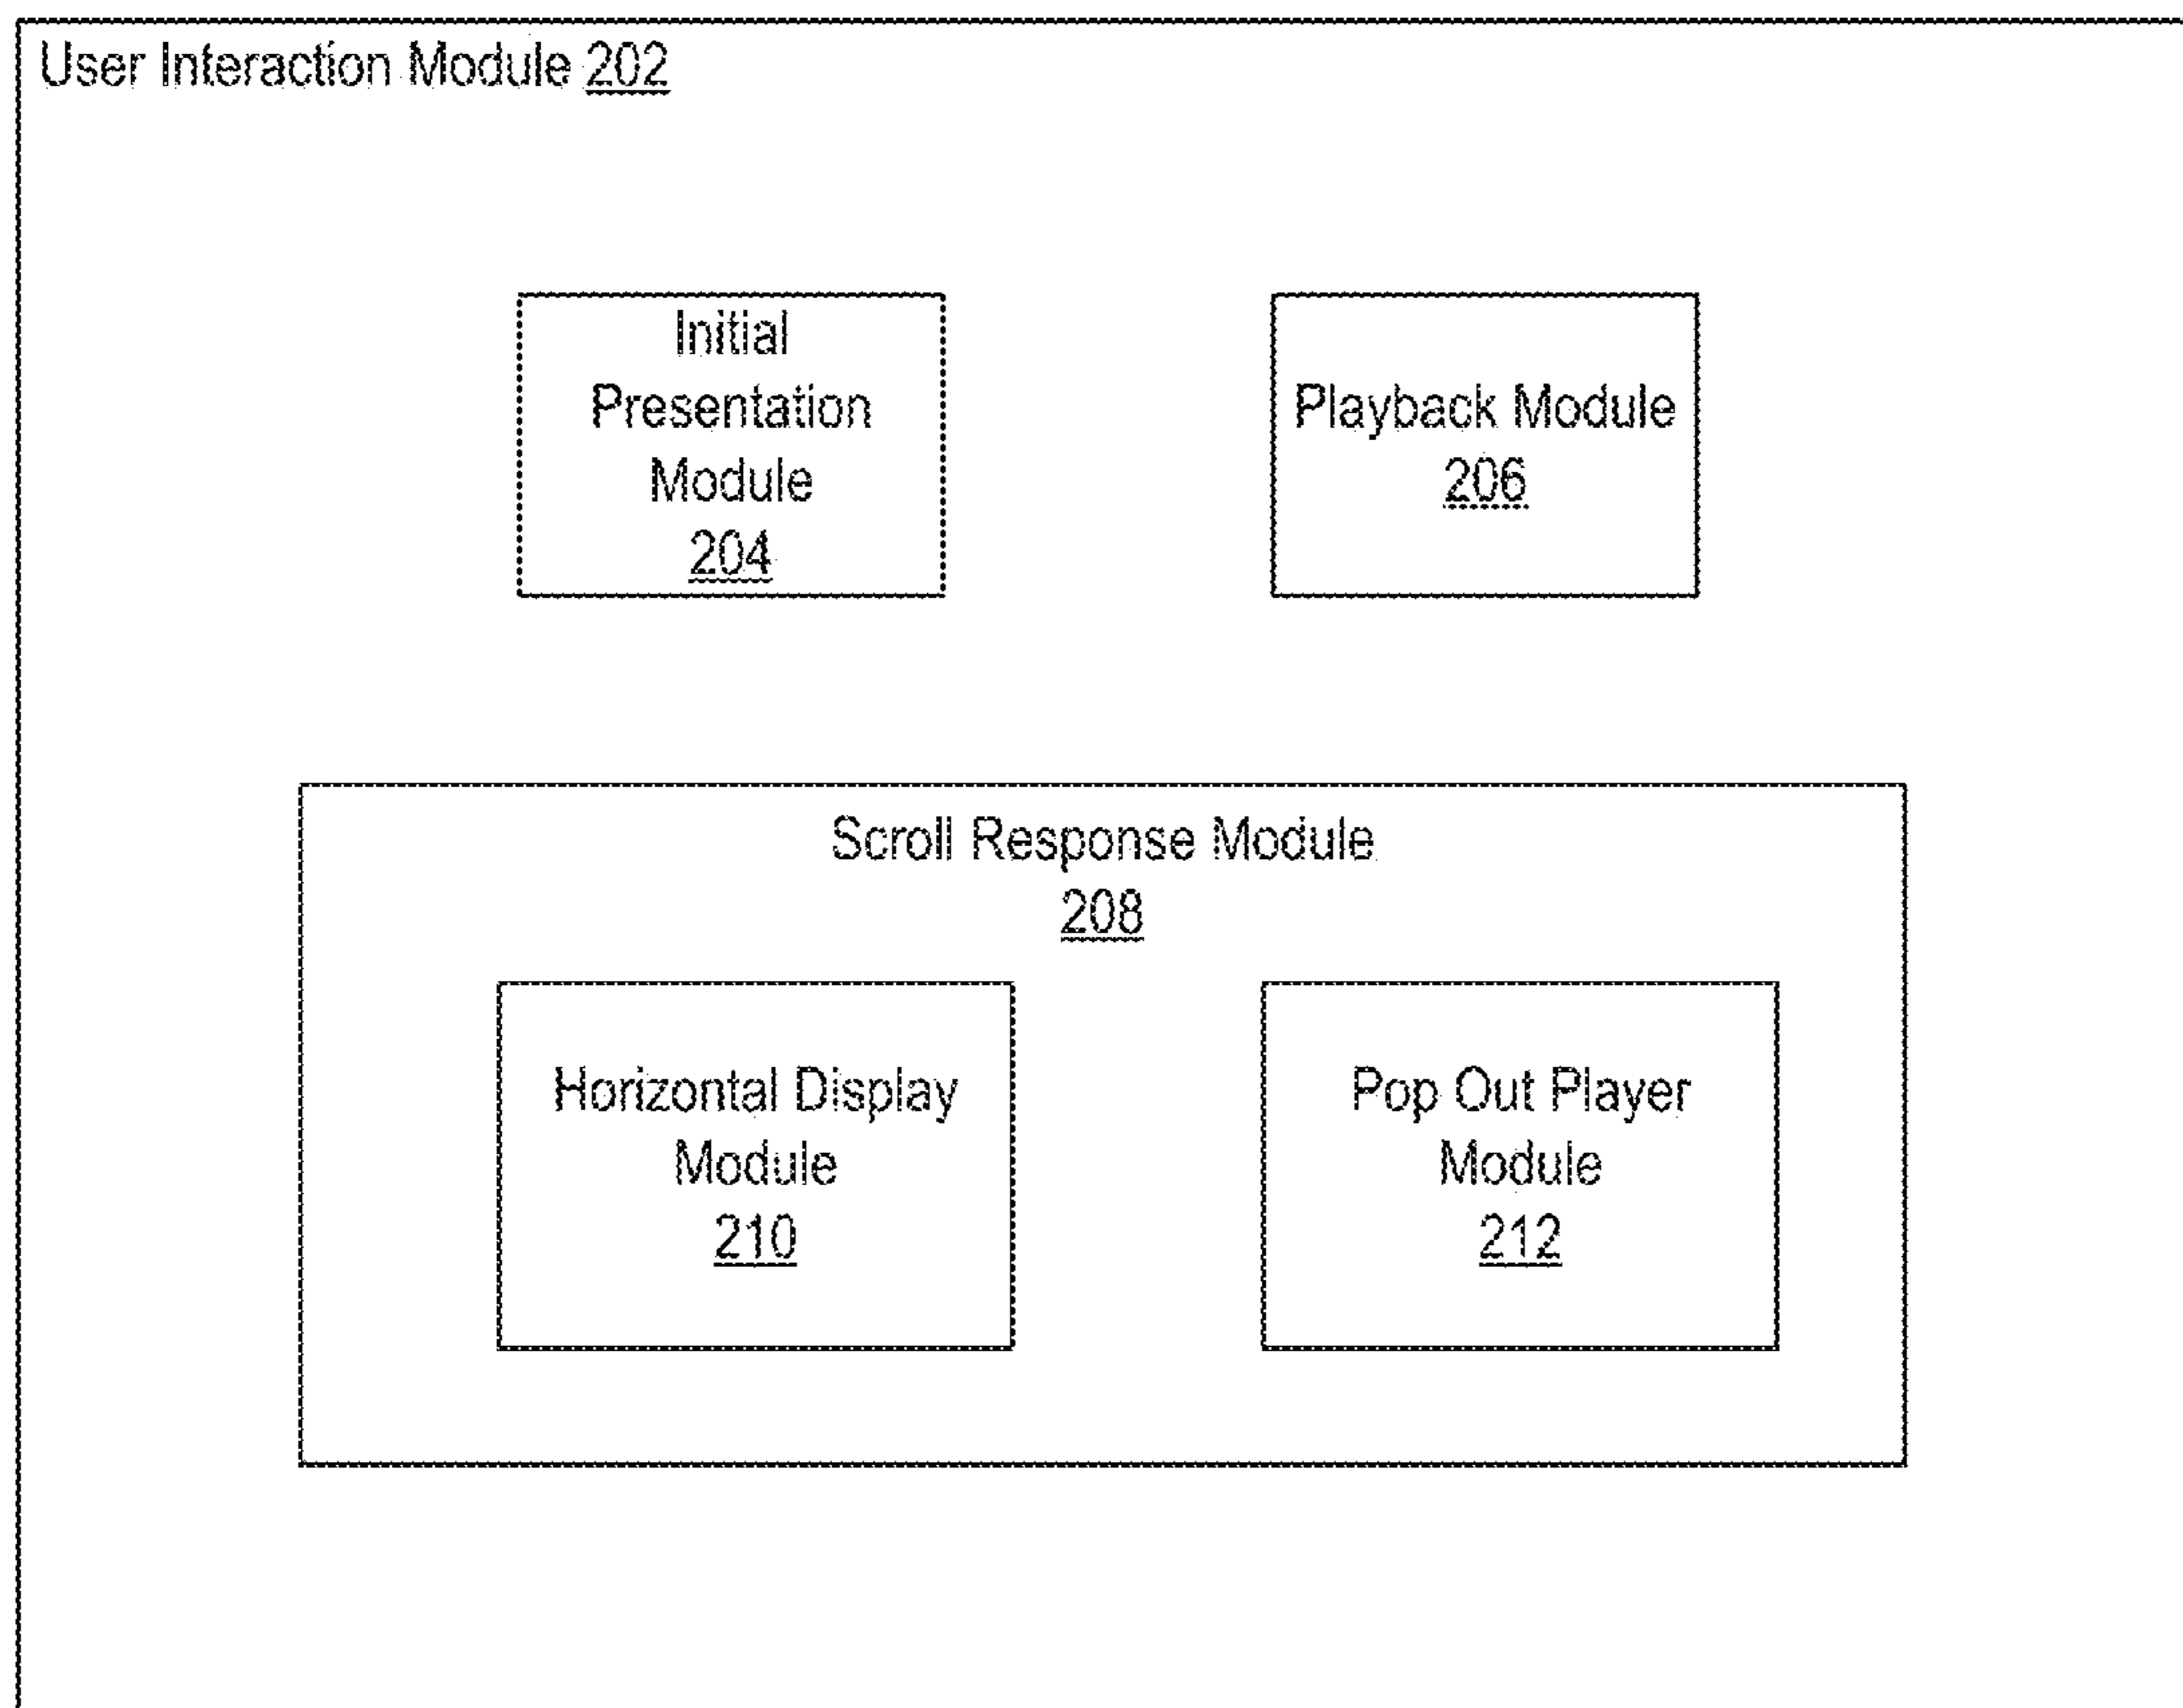 User Interaction Module 202
Initial
Presentation
Module
204
Playback Module
206
Scroll Response Module
208
Horizontal Display
Module
210
Pop Out Player
Module
212